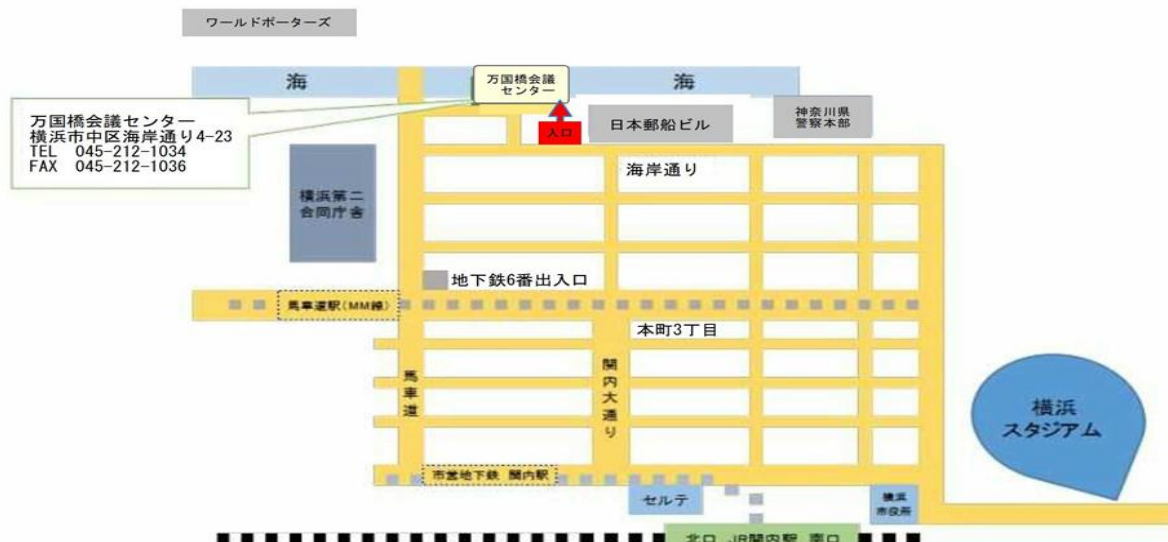 ワールドポーターズ
海
万国橋会議
センター
海
万国橋会議センター
横浜市中区海岸通り4-23
TEL 045-212-1034
FAX 045-212-1036
入口
日本郵船ビル
神奈川県
警察本部
海岸通り
横浜第二
合同庁舎
地下鉄6番出入口
馬車道駅(MM線)
本町3丁目
馬車道
関内大通り
横浜
スタジアム
市営地下鉄 関内駅
セルテ
横浜
市役所
北口 JR関内駅 南口